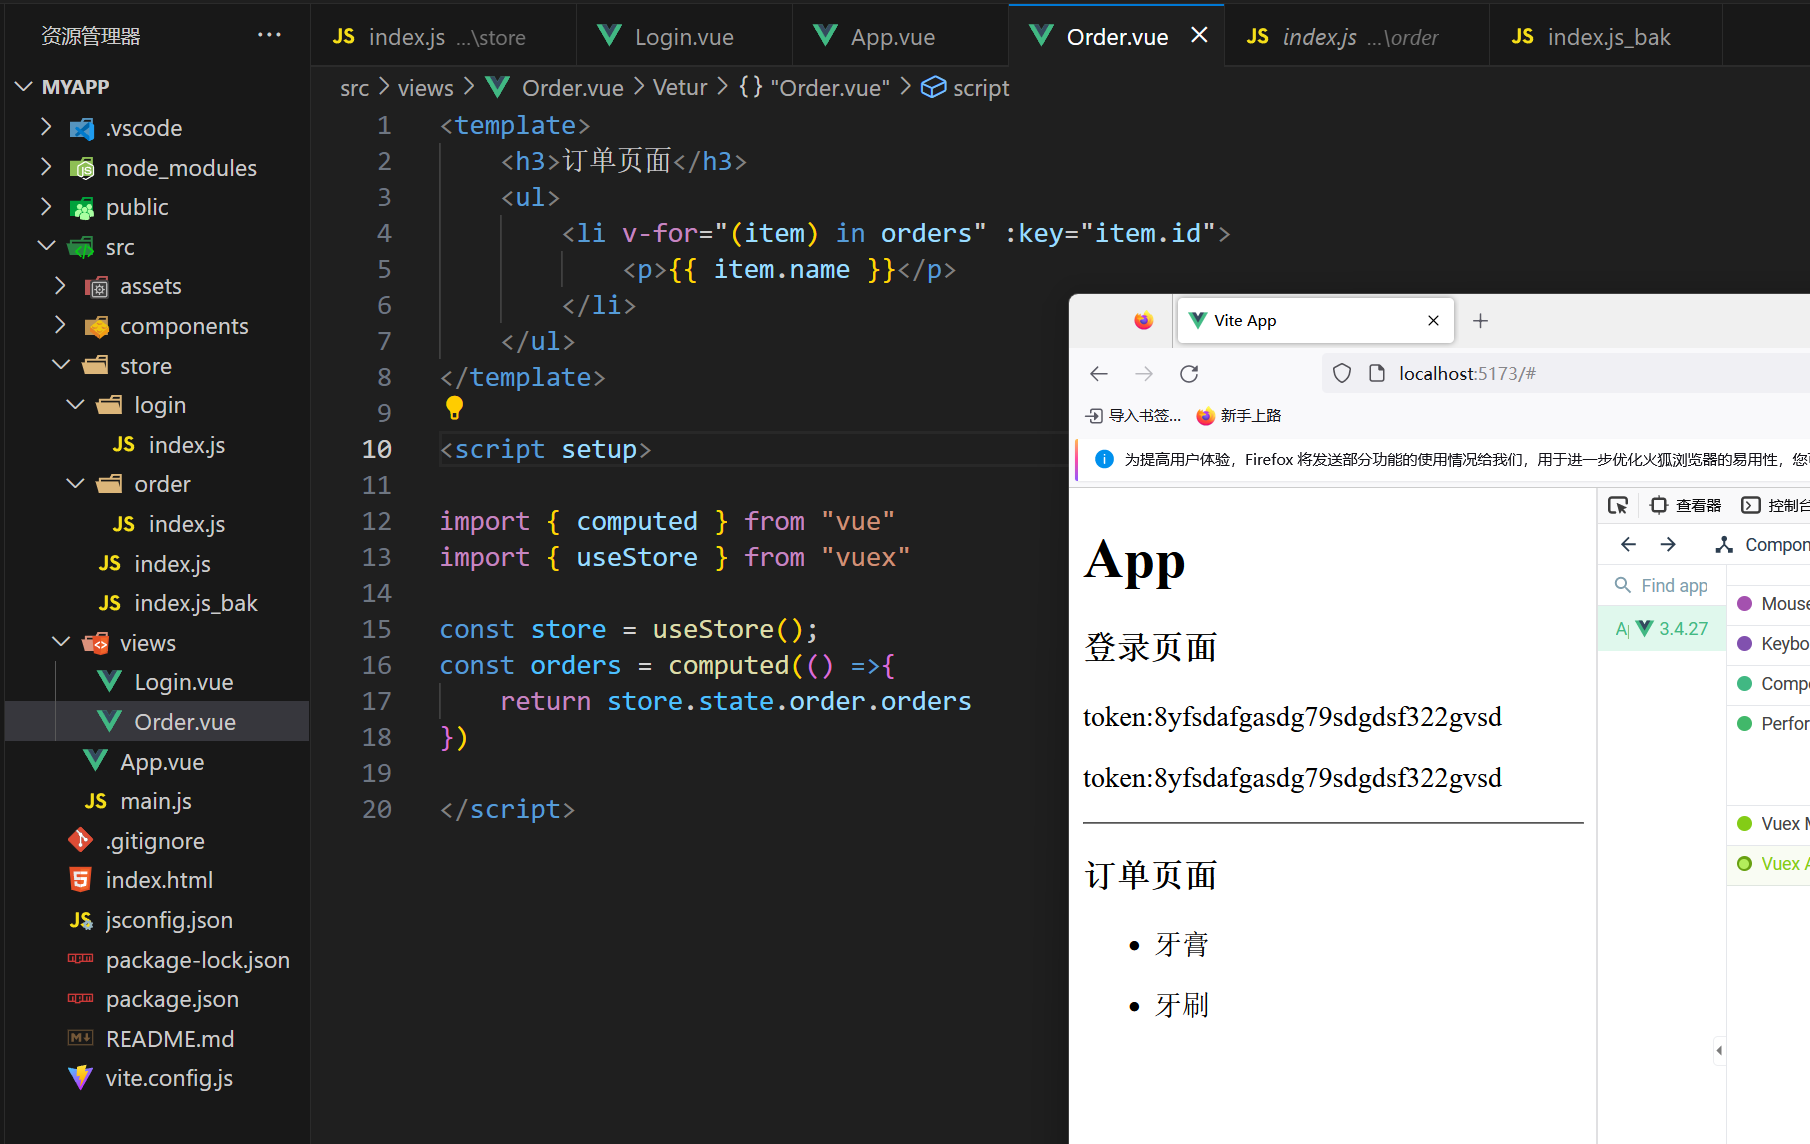 资源管理器 ···
MYAPP
.vscode
node_modules
public
src
assets
components
store
login
JS index.js
order
JS index.js
JS index.js
JS index.js_bak
views
Login.vue
Order.vue
App.vue
JS main.js
.gitignore
index.html
jsconfig.json
package-lock.json
package.json
README.md
vite.config.js
JS index.js ...\store
Login.vue
App.vue
Order.vue
JS index.js ...\order
JS index.js_bak
src > views > Order.vue > Vetur > {} "Order.vue" > script
1 <template>
2 <h3>订单页面</h3>
3 <ul>
4 <li v-for="(item) in orders" :key="item.id">
5 <p>{{ item.name }}</p>
6 </li>
7 </ul>
8 </template>
9
10 <script setup>
11
12 import { computed } from "vue"
13 import { useStore } from "vuex"
14
15 const store = useStore();
16 const orders = computed(() =>{
17 return store.state.order.orders
18 })
19
20 </script>
Vite App
localhost:5173/#
导入书签... 新手上路
为提高用户体验，Firefox 将发送部分功能的使用情况给我们，用于进一步优化火狐浏览器的易用性，您
App
登录页面
token:8yfsdafgasdg79sdgdsf322gvsd
token:8yfsdafgasdg79sdgdsf322gvsd
订单页面
• 牙膏
• 牙刷
查看器 控制台
Compon
Find app
3.4.27
Mouse
Keybo
Compo
Perfor
Vuex M
Vuex A